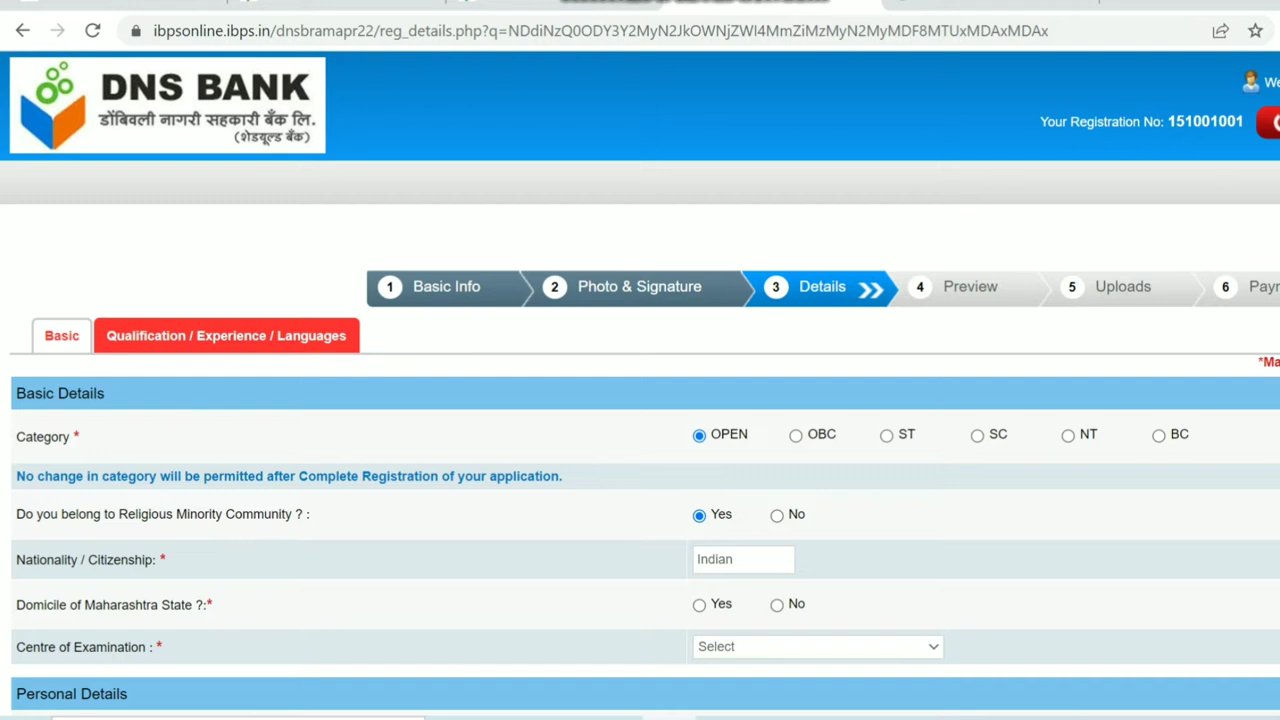 ibpsonline.ibps.in/dnsbramapr22/reg_details.php?q=NDdiNzQ0ODY3Y2MyN2JkOWNjZWI4MmZiMzMyN2MyMDF8MTUxMDAxMDAx
DNS BANK
डोंबिवली नागरी सहकारी बँक लि.
(शेडयूल्ड बँक)
We
Your Registration No: 151001001
1 Basic Info 2 Photo & Signature 3 Details 4 Preview 5 Uploads 6 Payr
Basic Qualification / Experience / Languages
*Ma
Basic Details
Category * OPEN OBC ST SC NT BC
No change in category will be permitted after Complete Registration of your application.
Do you belong to Religious Minority Community ? : Yes No
Nationality / Citizenship: * Indian
Domicile of Maharashtra State ?:* Yes No
Centre of Examination : * Select
Personal Details